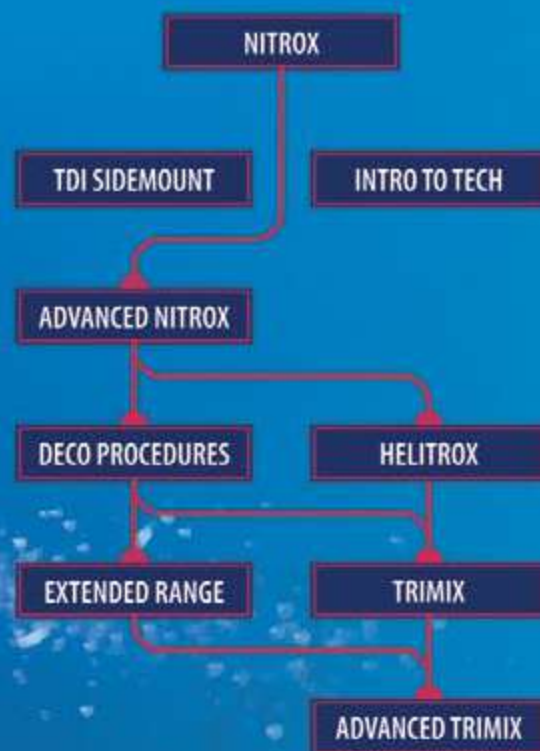 NITROX
TDI SIDEMOUNT
INTRO TO TECH
ADVANCED NITROX
DECO PROCEDURES
HELITROX
EXTENDED RANGE
TRIMIX
ADVANCED TRIMIX